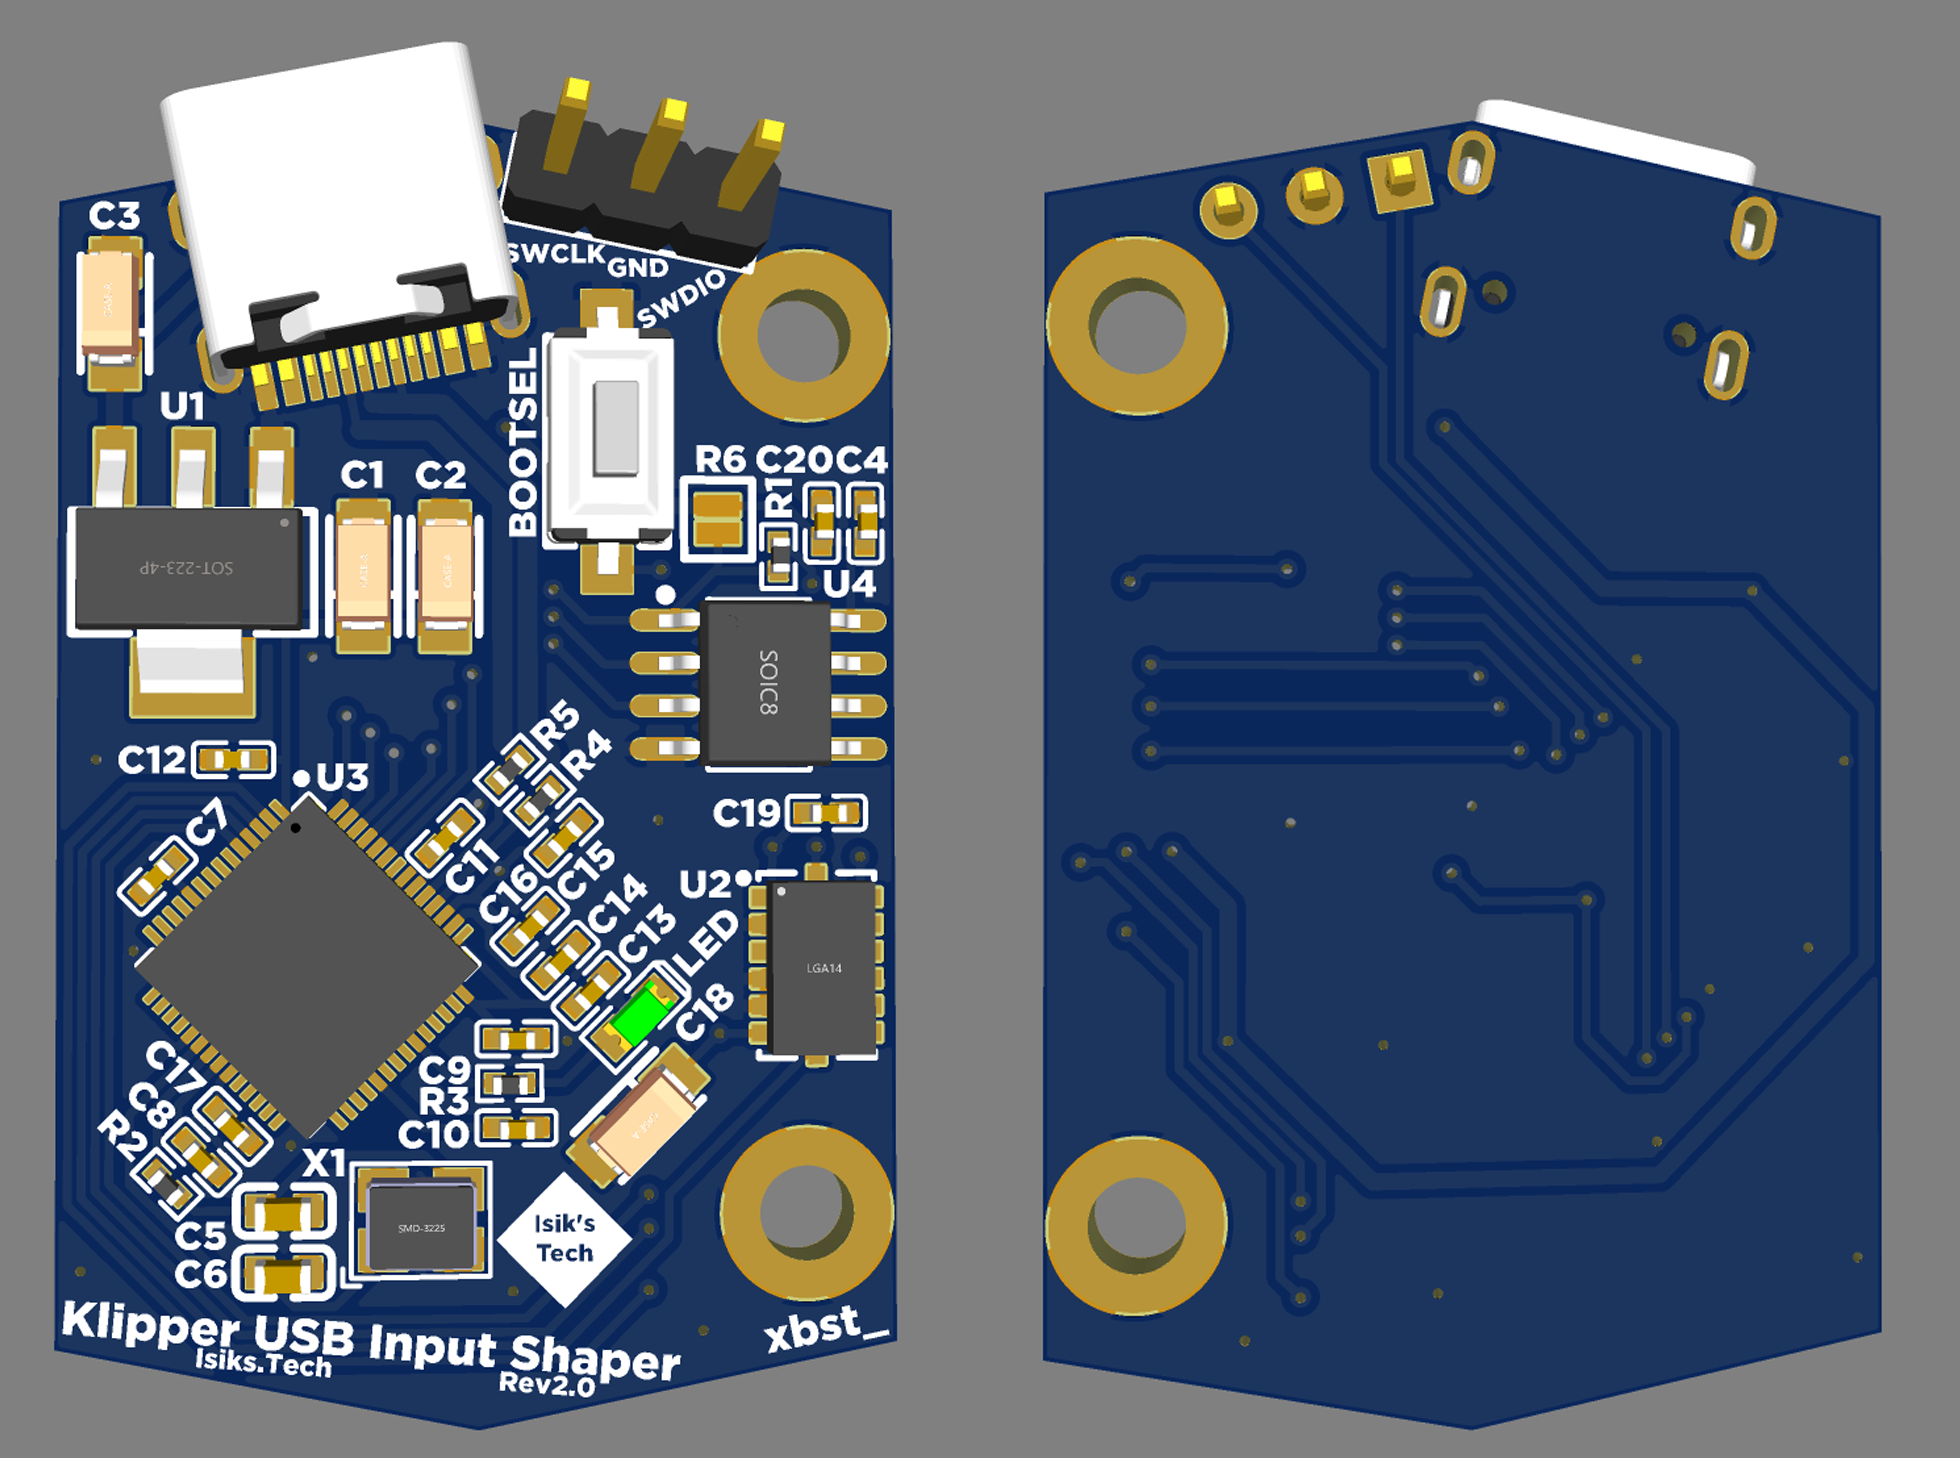 C3
SWCLK
GND
SWDIO
U1
BOOTSEL
C1
C2
R6
C20
C4
R1
SOT-223-4P
CASE-A
U4
SOIC8
R5
R4
C12
U3
C7
C11
C15
C16
C14
C13
C19
U2
LED
LGA14
C18
C17
C9
R3
C8
R2
C10
X1
SMD-3225
C5
C6
Isik's
Tech
Klipper USB Input Shaper
Isiks.Tech
Rev2.0
xbst_